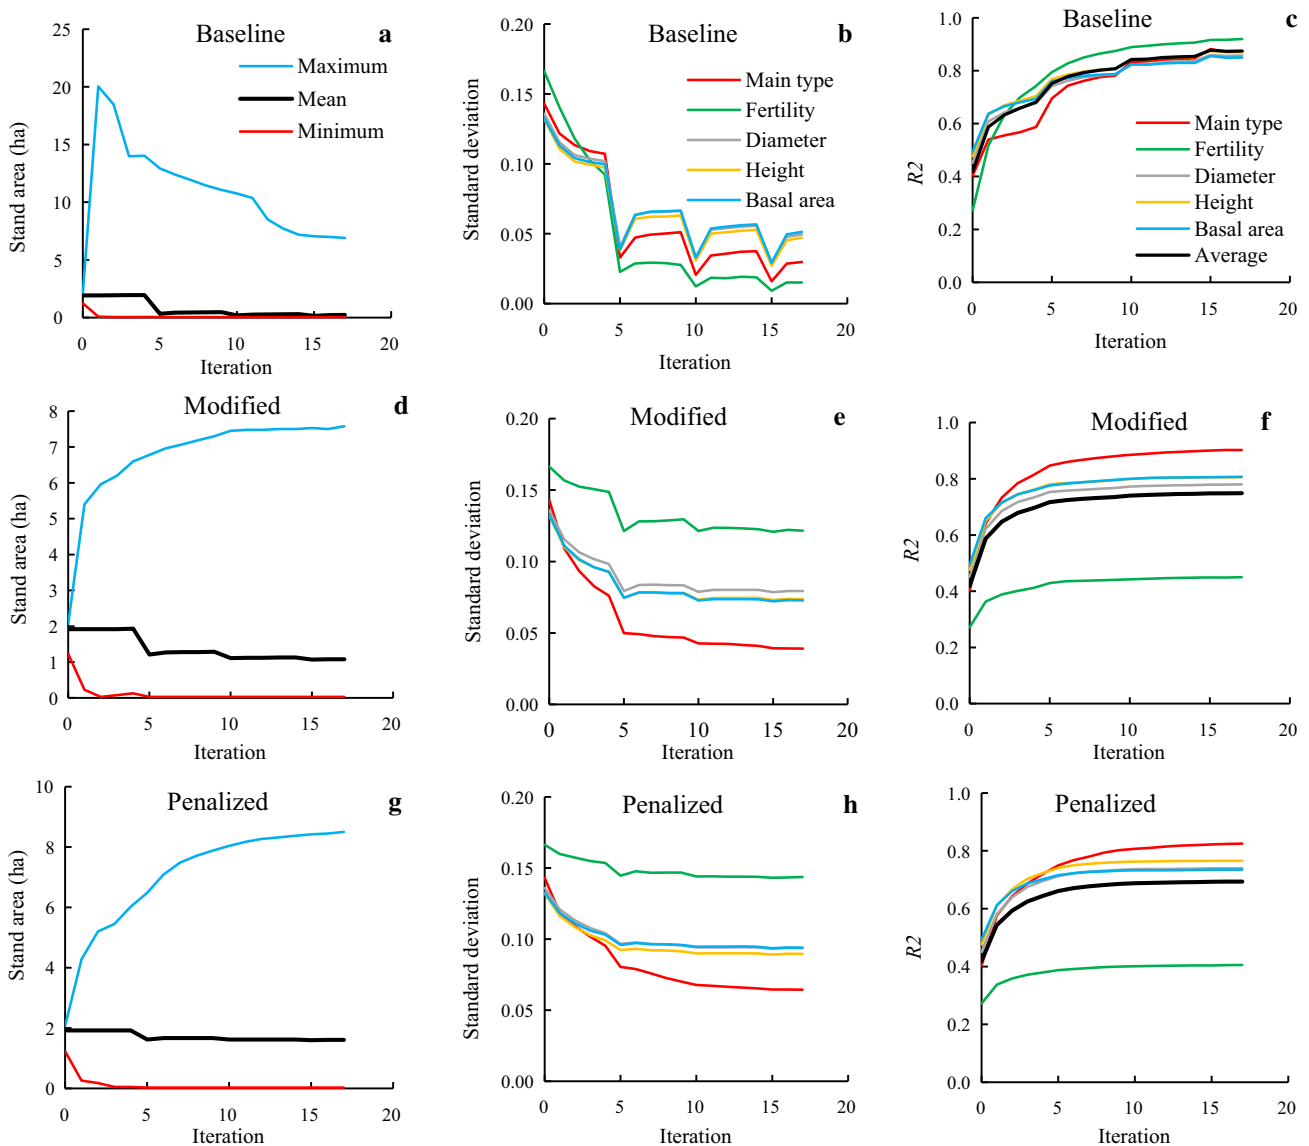 Baseline
a
Stand area (ha)
25
20
15
10
5
0
Maximum
Mean
Minimum
0 5 10 15 20
Iteration
Baseline
b
Standard deviation
0.20
0.15
0.10
0.05
0.00
Main type
Fertility
Diameter
Height
Basal area
0 5 10 15 20
Iteration
Baseline
c
R2
1.0
0.8
0.6
0.4
0.2
0.0
Main type
Fertility
Diameter
Height
Basal area
Average
0 5 10 15 20
Iteration
Modified
d
Stand area (ha)
8
7
6
5
4
3
2
1
0
0 5 10 15 20
Iteration
Modified
e
Standard deviation
0.20
0.15
0.10
0.05
0.00
0 5 10 15 20
Iteration
Modified
f
R2
1.0
0.8
0.6
0.4
0.2
0.0
0 5 10 15 20
Iteration
Penalized
g
Stand area (ha)
10
8
6
4
2
0
0 5 10 15 20
Iteration
Penalized
h
Standard deviation
0.20
0.15
0.10
0.05
0.00
0 5 10 15 20
Iteration
Penalized
R2
1.0
0.8
0.6
0.4
0.2
0.0
0 5 10 15 20
Iteration